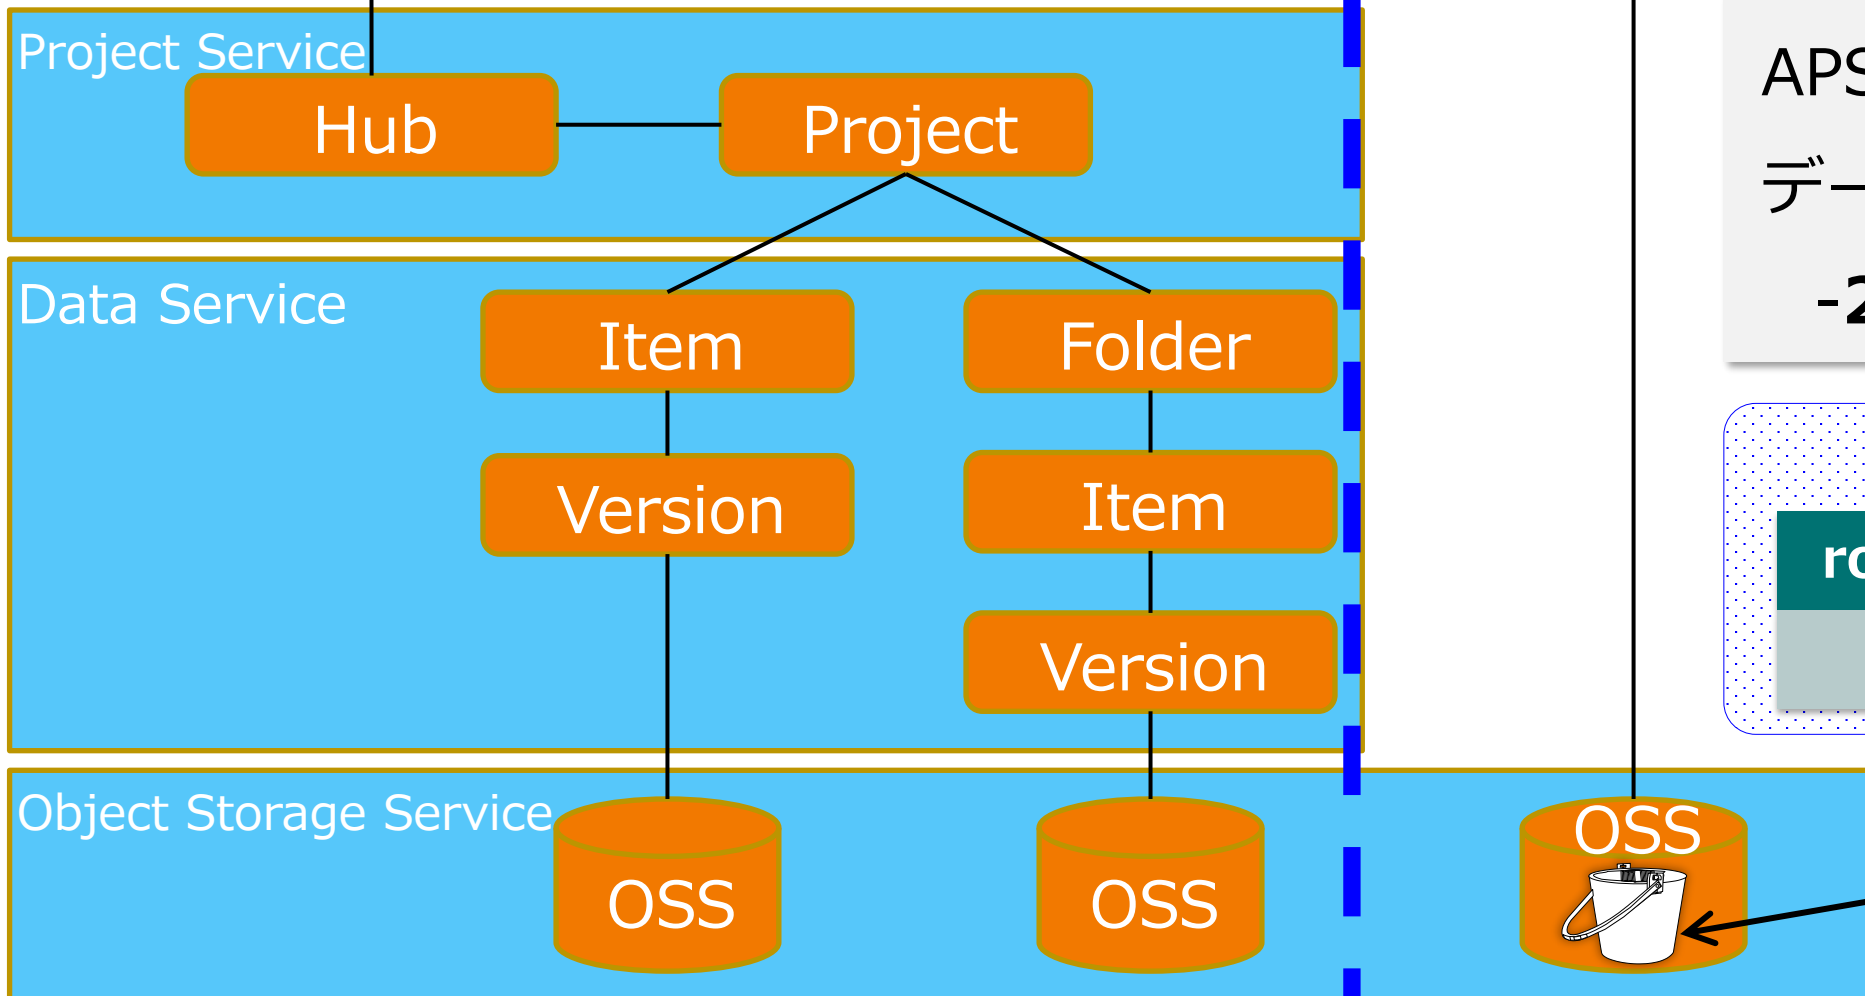 Project Service
Hub
Project
Data Service
Item
Folder
Version
Item
Version
Object Storage Service
OSS
OSS
OSS
APS
デー
-2